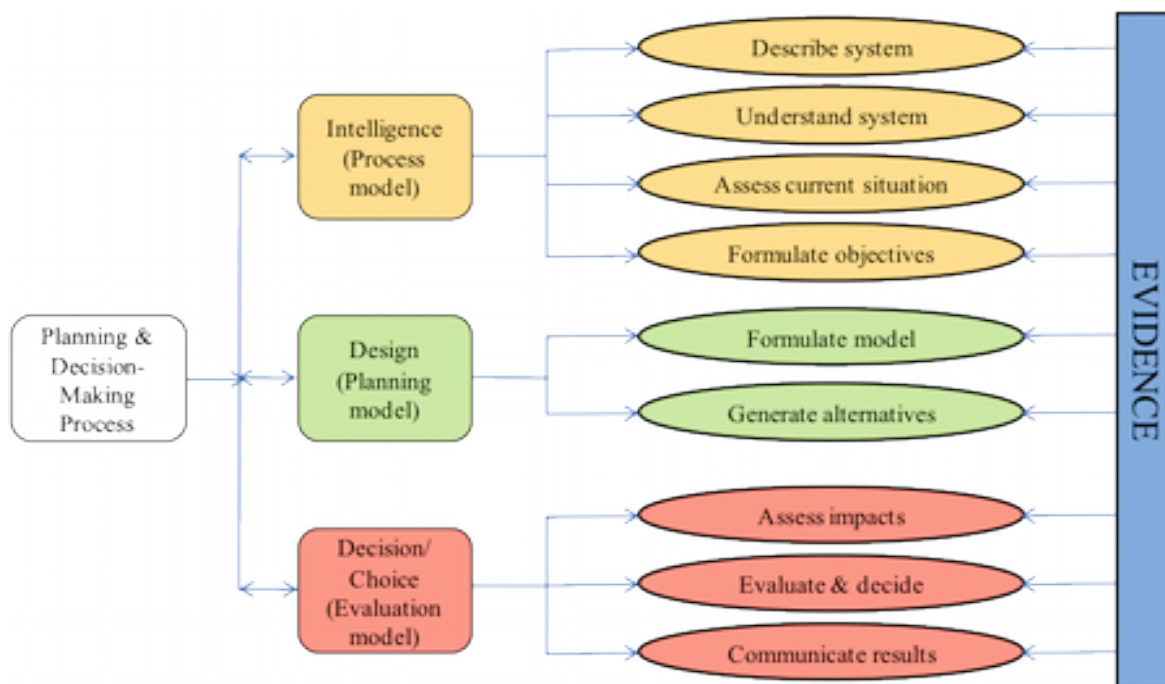 Describe system
Understand system
Assess current situation
Formulate objectives
Intelligence
(Process
model)
Planning &
Decision-
Making
Process
Design
(Planning
model)
Formulate model
Generate alternatives
Decision/
Choice
(Evaluation
model)
Assess impacts
Evaluate & decide
Communicate results
EVIDENCE